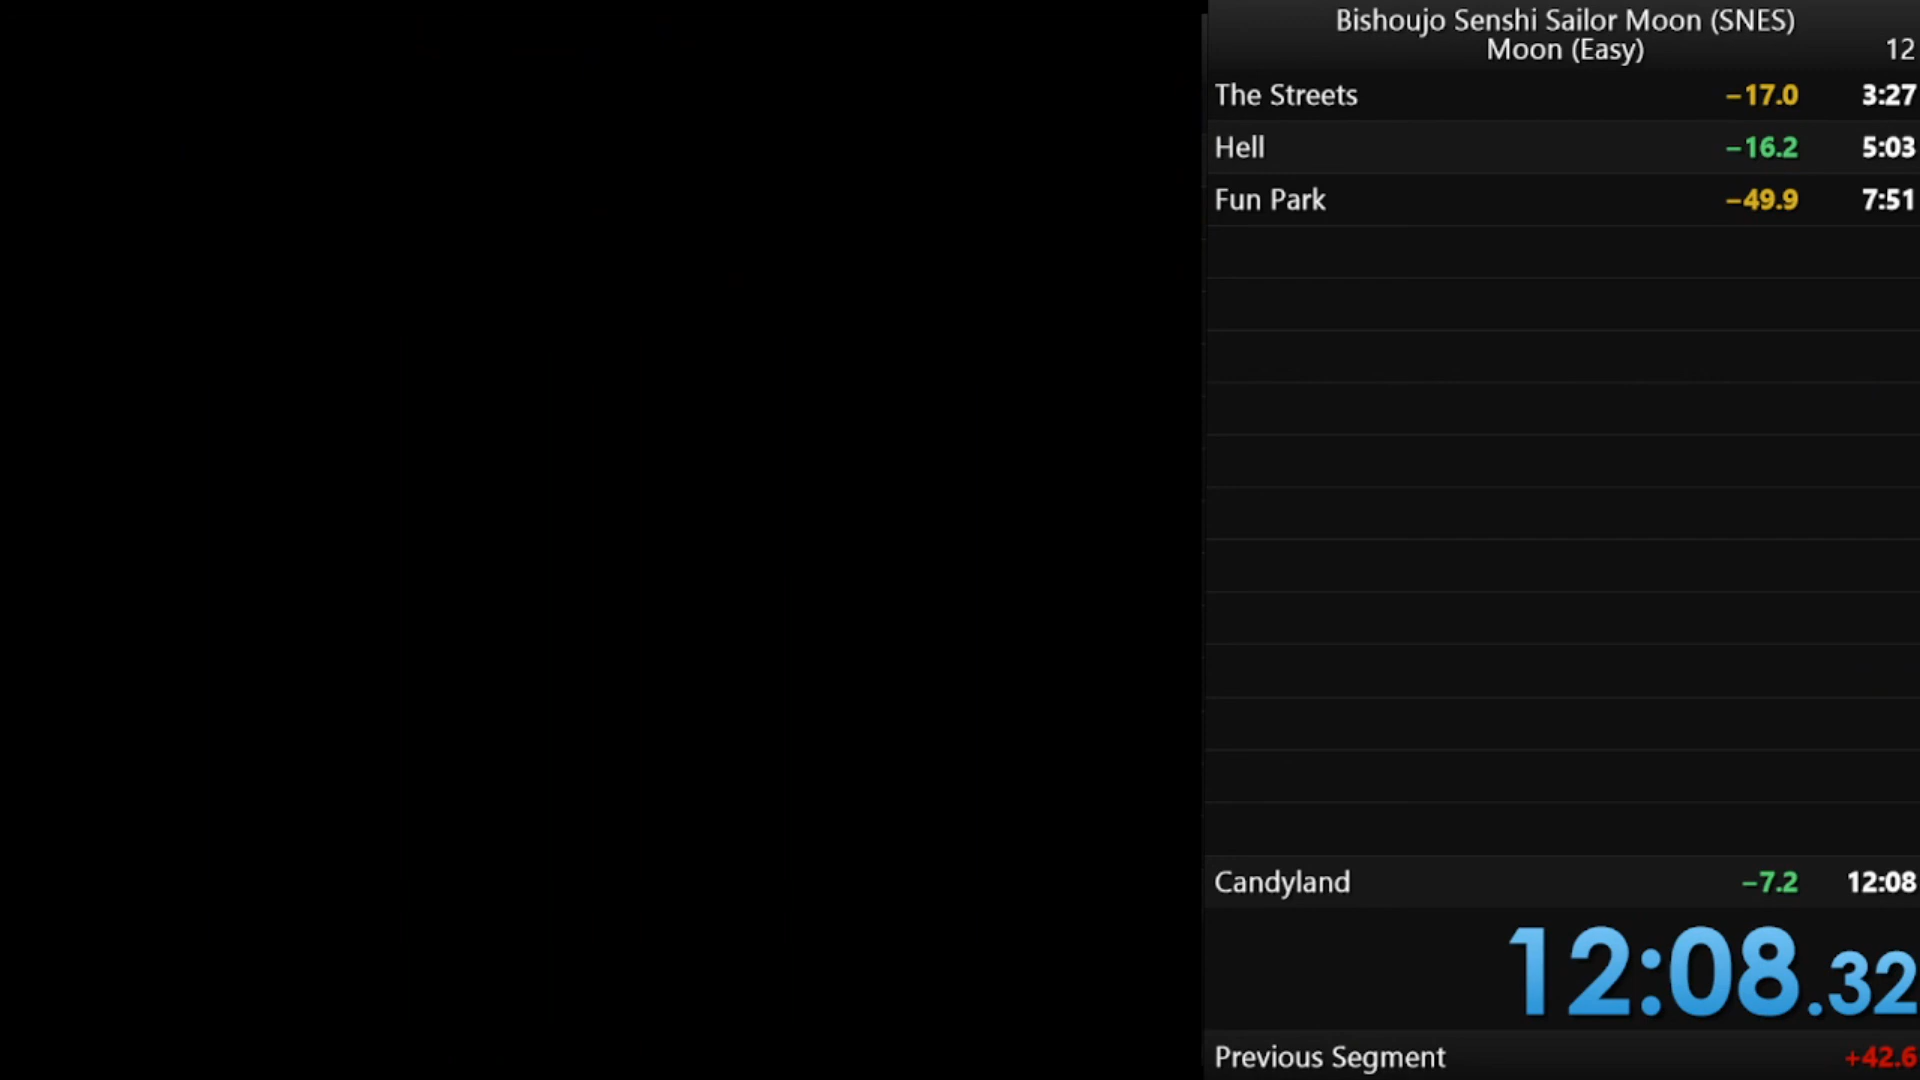 Bishoujo Senshi Sailor Moon (SNES)
Moon (Easy) 12
The Streets −17.0 3:27
Hell −16.2 5:03
Fun Park −49.9 7:51
Candyland −7.2 12:08
12:08.32
Previous Segment +42.6